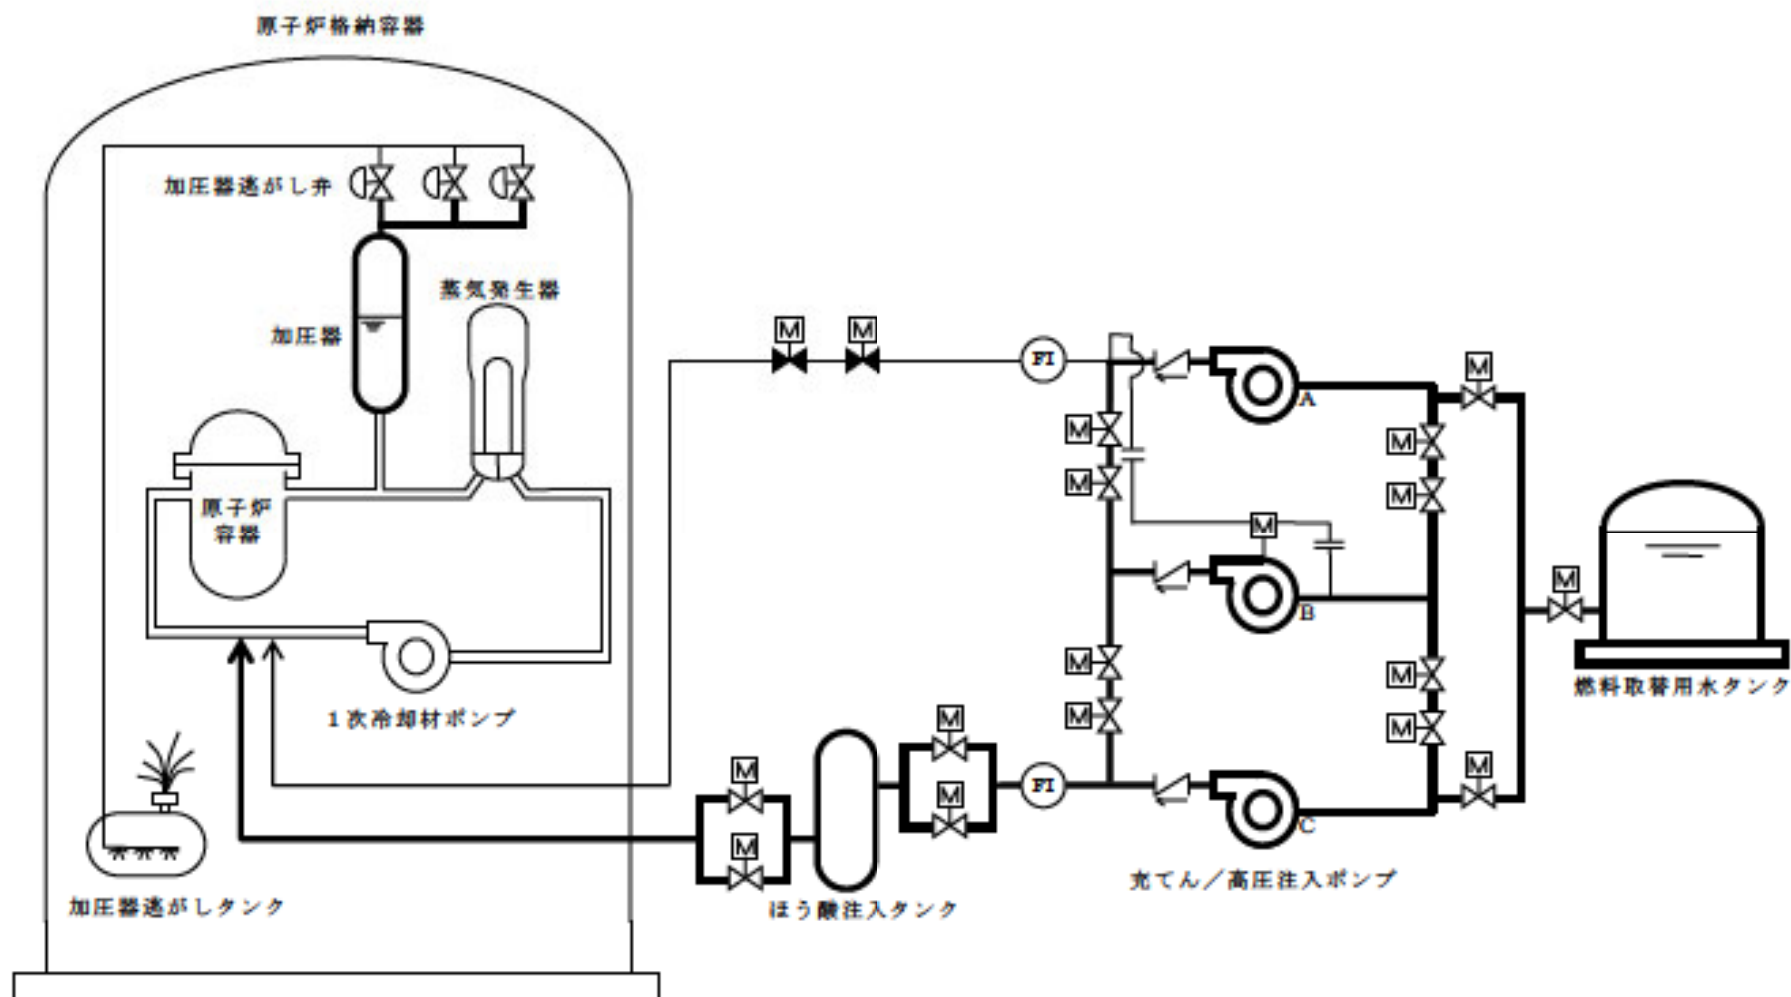 原子炉格納容器
加圧器逃がし弁
蒸気発生器
加圧器
M
M
FI
A
M
M
M
M
M
原子炉
容器
M
B
M
燃料取替用水タンク
M
M
M
M
1次冷却材ポンプ
M
M
M
M
FI
M
C
M
充てん／高圧注入ポンプ
加圧器逃がしタンク
ほう酸注入タンク